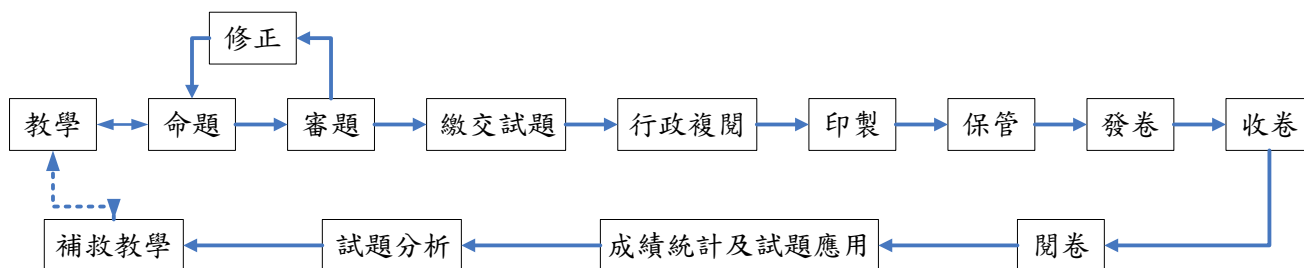 修正
教學
命題
審題
繳交試題
行政複閱
印製
保管
發卷
收卷
補救教學
試題分析
成績統計及試題應用
閱卷